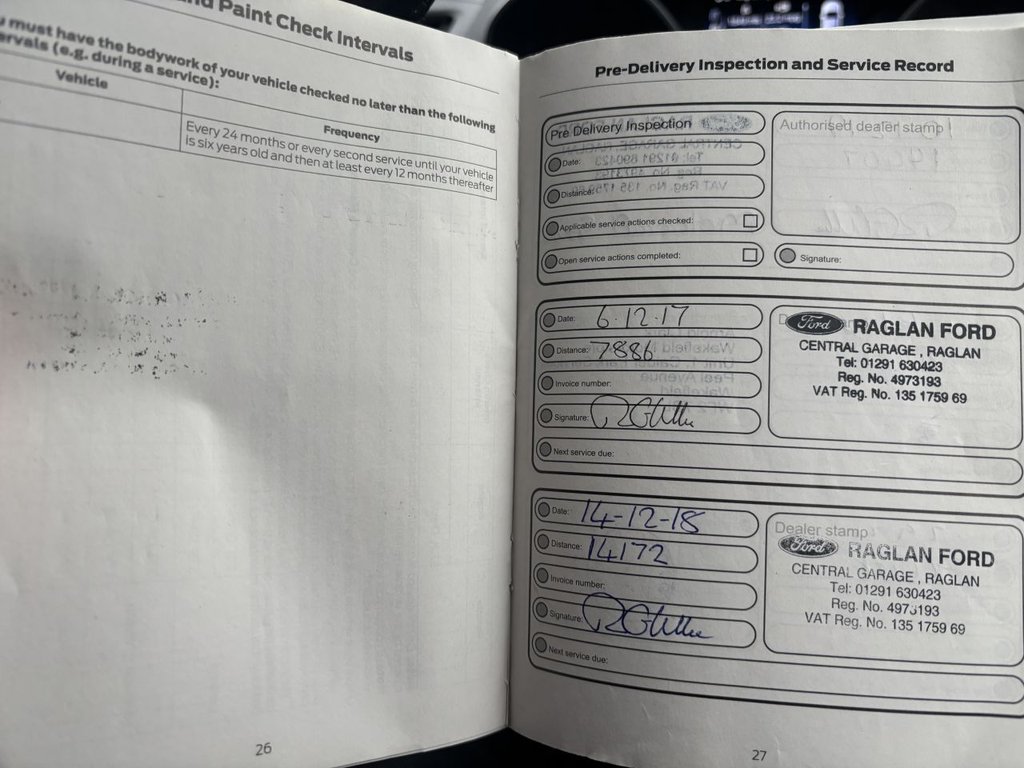 nd Paint Check Intervals
u must have the bodywork of your vehicle checked no later than the following
ervals (e.g. during a service):
Vehicle
Frequency
Every 24 months or every second service until your vehicle
is six years old and then at least every 12 months thereafter
26
Pre-Delivery Inspection and Service Record
Pre Delivery Inspection
Date:
Distance:
Applicable service actions checked:
Open service actions completed:
Authorised dealer stamp
Signature:
Date: 6.12.17
Distance: 7886
Invoice number:
Signature:
Next service due:
Ford RAGLAN FORD
CENTRAL GARAGE , RAGLAN
Tel: 01291 630423
Reg. No. 4973193
VAT Reg. No. 135 1759 69
Date: 14-12-18
Distance: 14172
Invoice number:
Signature:
Next service due:
Dealer stamp
Ford RAGLAN FORD
CENTRAL GARAGE , RAGLAN
Tel: 01291 630423
Reg. No. 4973193
VAT Reg. No. 135 1759 69
27